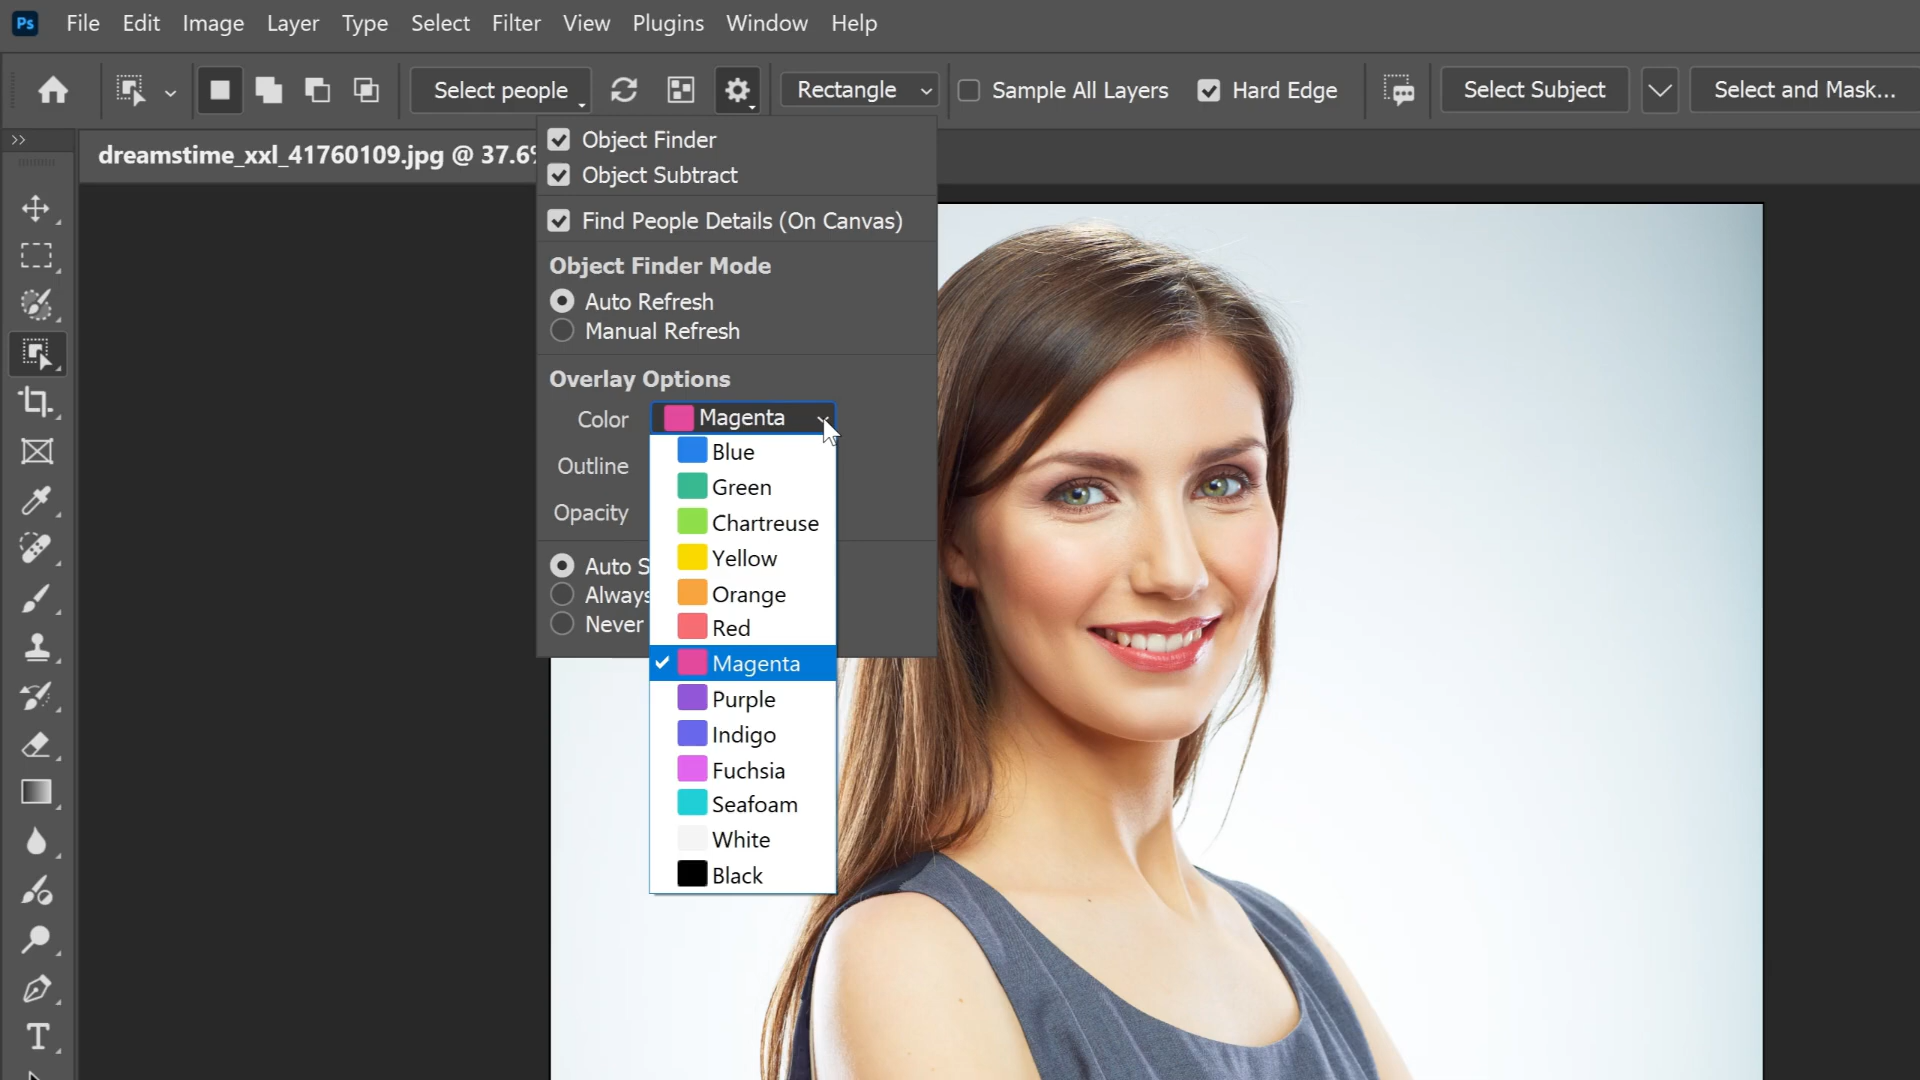 Ps File Edit Image Layer Type Select Filter View Plugins Window Help
Select people Rectangle Sample All Layers Hard Edge Select Subject Select and Mask...
dreamstime_xxl_41760109.jpg @ 37.6%
Object Finder
Object Subtract
Find People Details (On Canvas)
Object Finder Mode
Auto Refresh
Manual Refresh
Overlay Options
Color Magenta
Blue
Outline
Green
Opacity
Chartreuse
Yellow
Auto S
Orange
Always
Never
Red
Magenta
Purple
Indigo
Fuchsia
Seafoam
White
Black